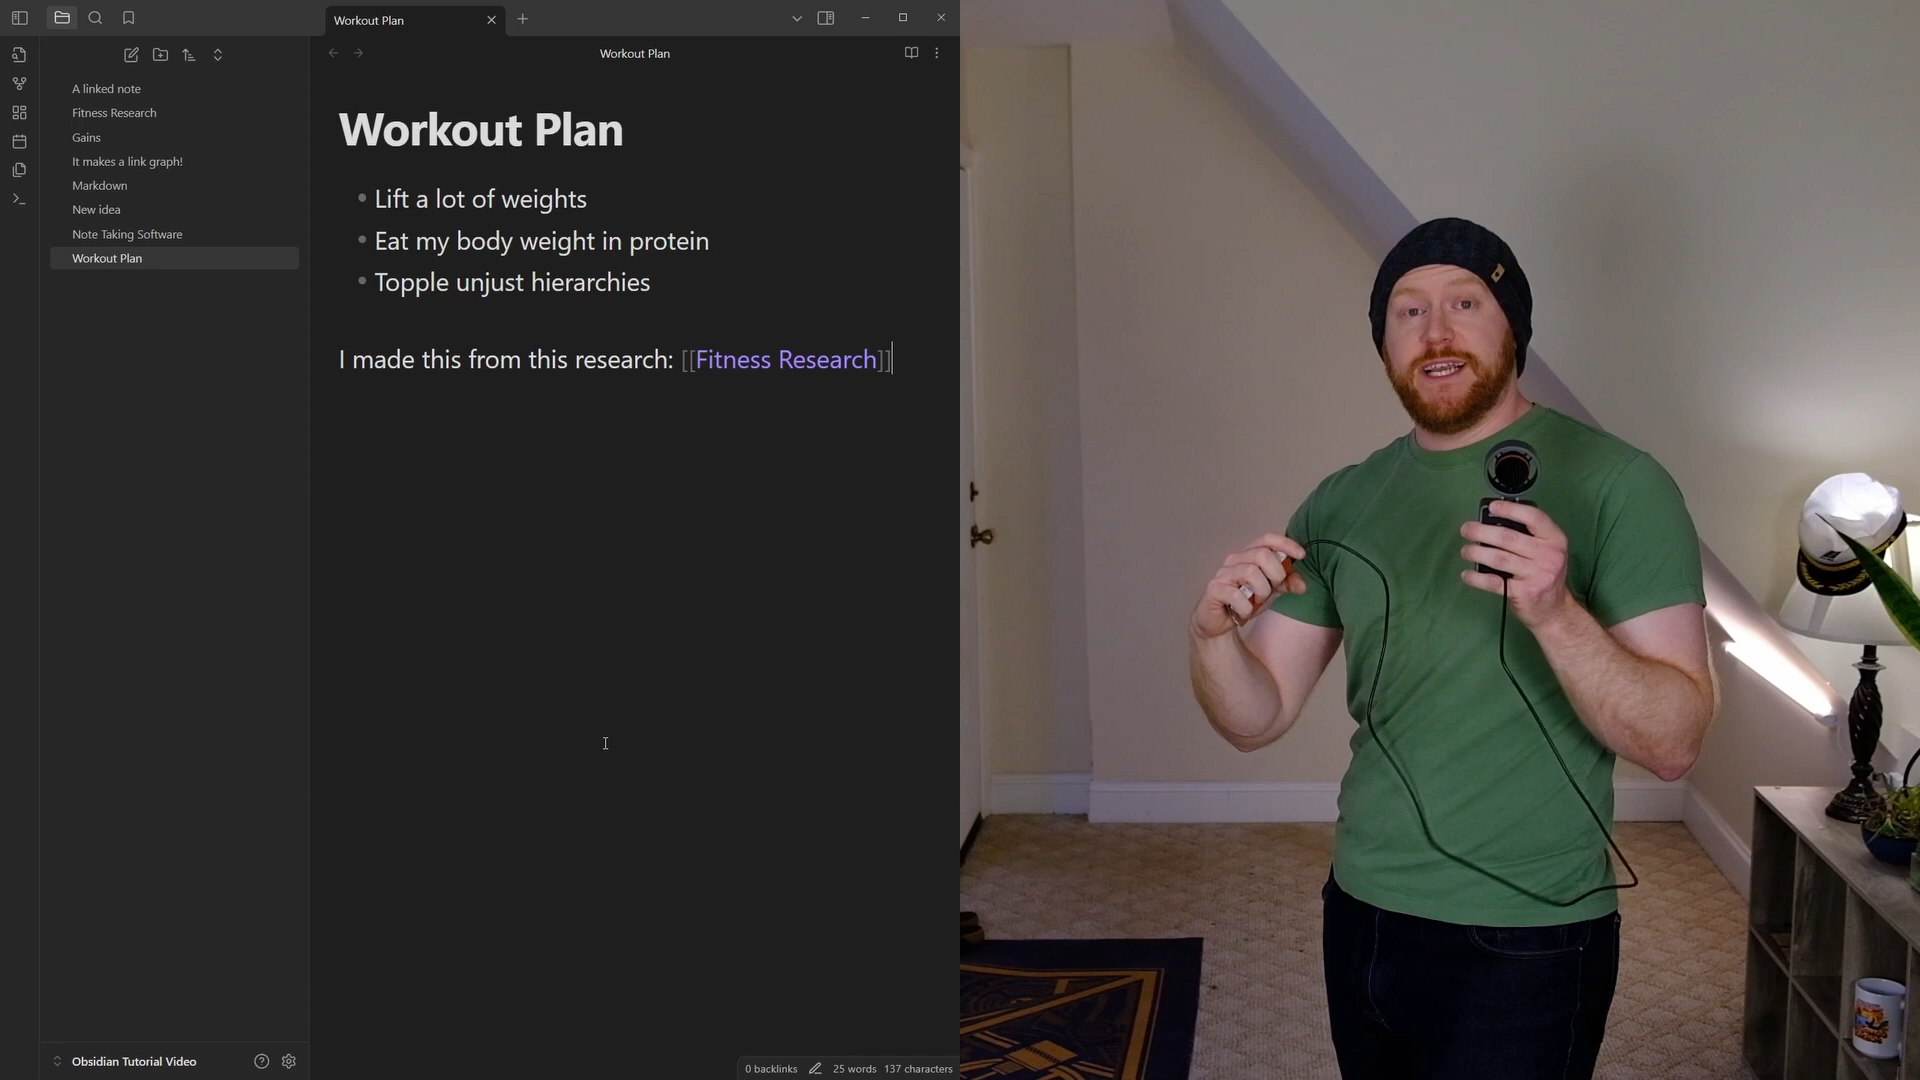 Workout Plan
Workout Plan
A linked note
Fitness Research
Gains
It makes a link graph!
Markdown
New idea
Note Taking Software
Workout Plan
Workout Plan
Lift a lot of weights
Eat my body weight in protein
Topple unjust hierarchies
I made this from this research: [[Fitness Research]]
Obsidian Tutorial Video
0 backlinks 25 words 137 characters